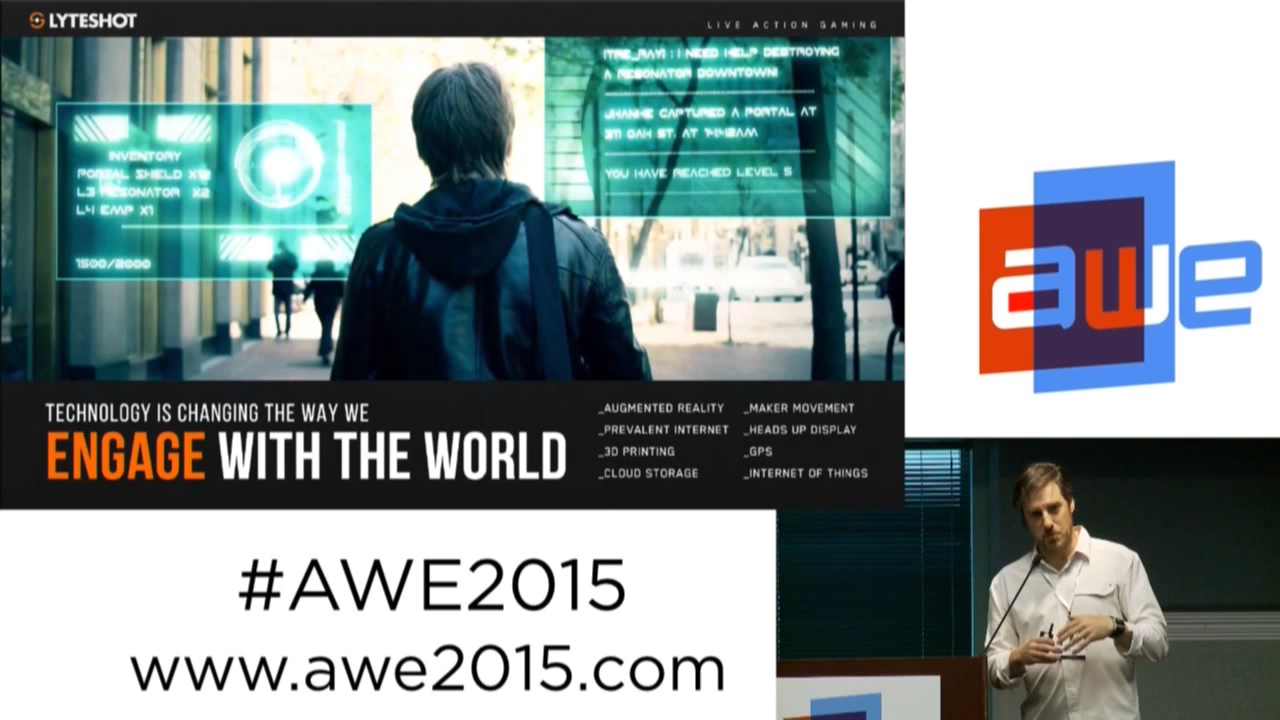 LYTESHOT
LIVE ACTION GAMING
[TRE_RAY] : I NEED HELP DESTROYING
A RESONATOR DOWNTOWN!
JHANKE CAPTURED A PORTAL AT
311 OAK ST. AT 7:42AM
YOU HAVE REACHED LEVEL 5
INVENTORY
PORTAL SHIELD X12
L3 RESONATOR X2
L4 EMP X1
1500/2000
TECHNOLOGY IS CHANGING THE WAY WE
ENGAGE WITH THE WORLD
_AUGMENTED REALITY
_PREVALENT INTERNET
_3D PRINTING
_CLOUD STORAGE
_MAKER MOVEMENT
_HEADS UP DISPLAY
_GPS
_INTERNET OF THINGS
awe
#AWE2015
www.awe2015.com